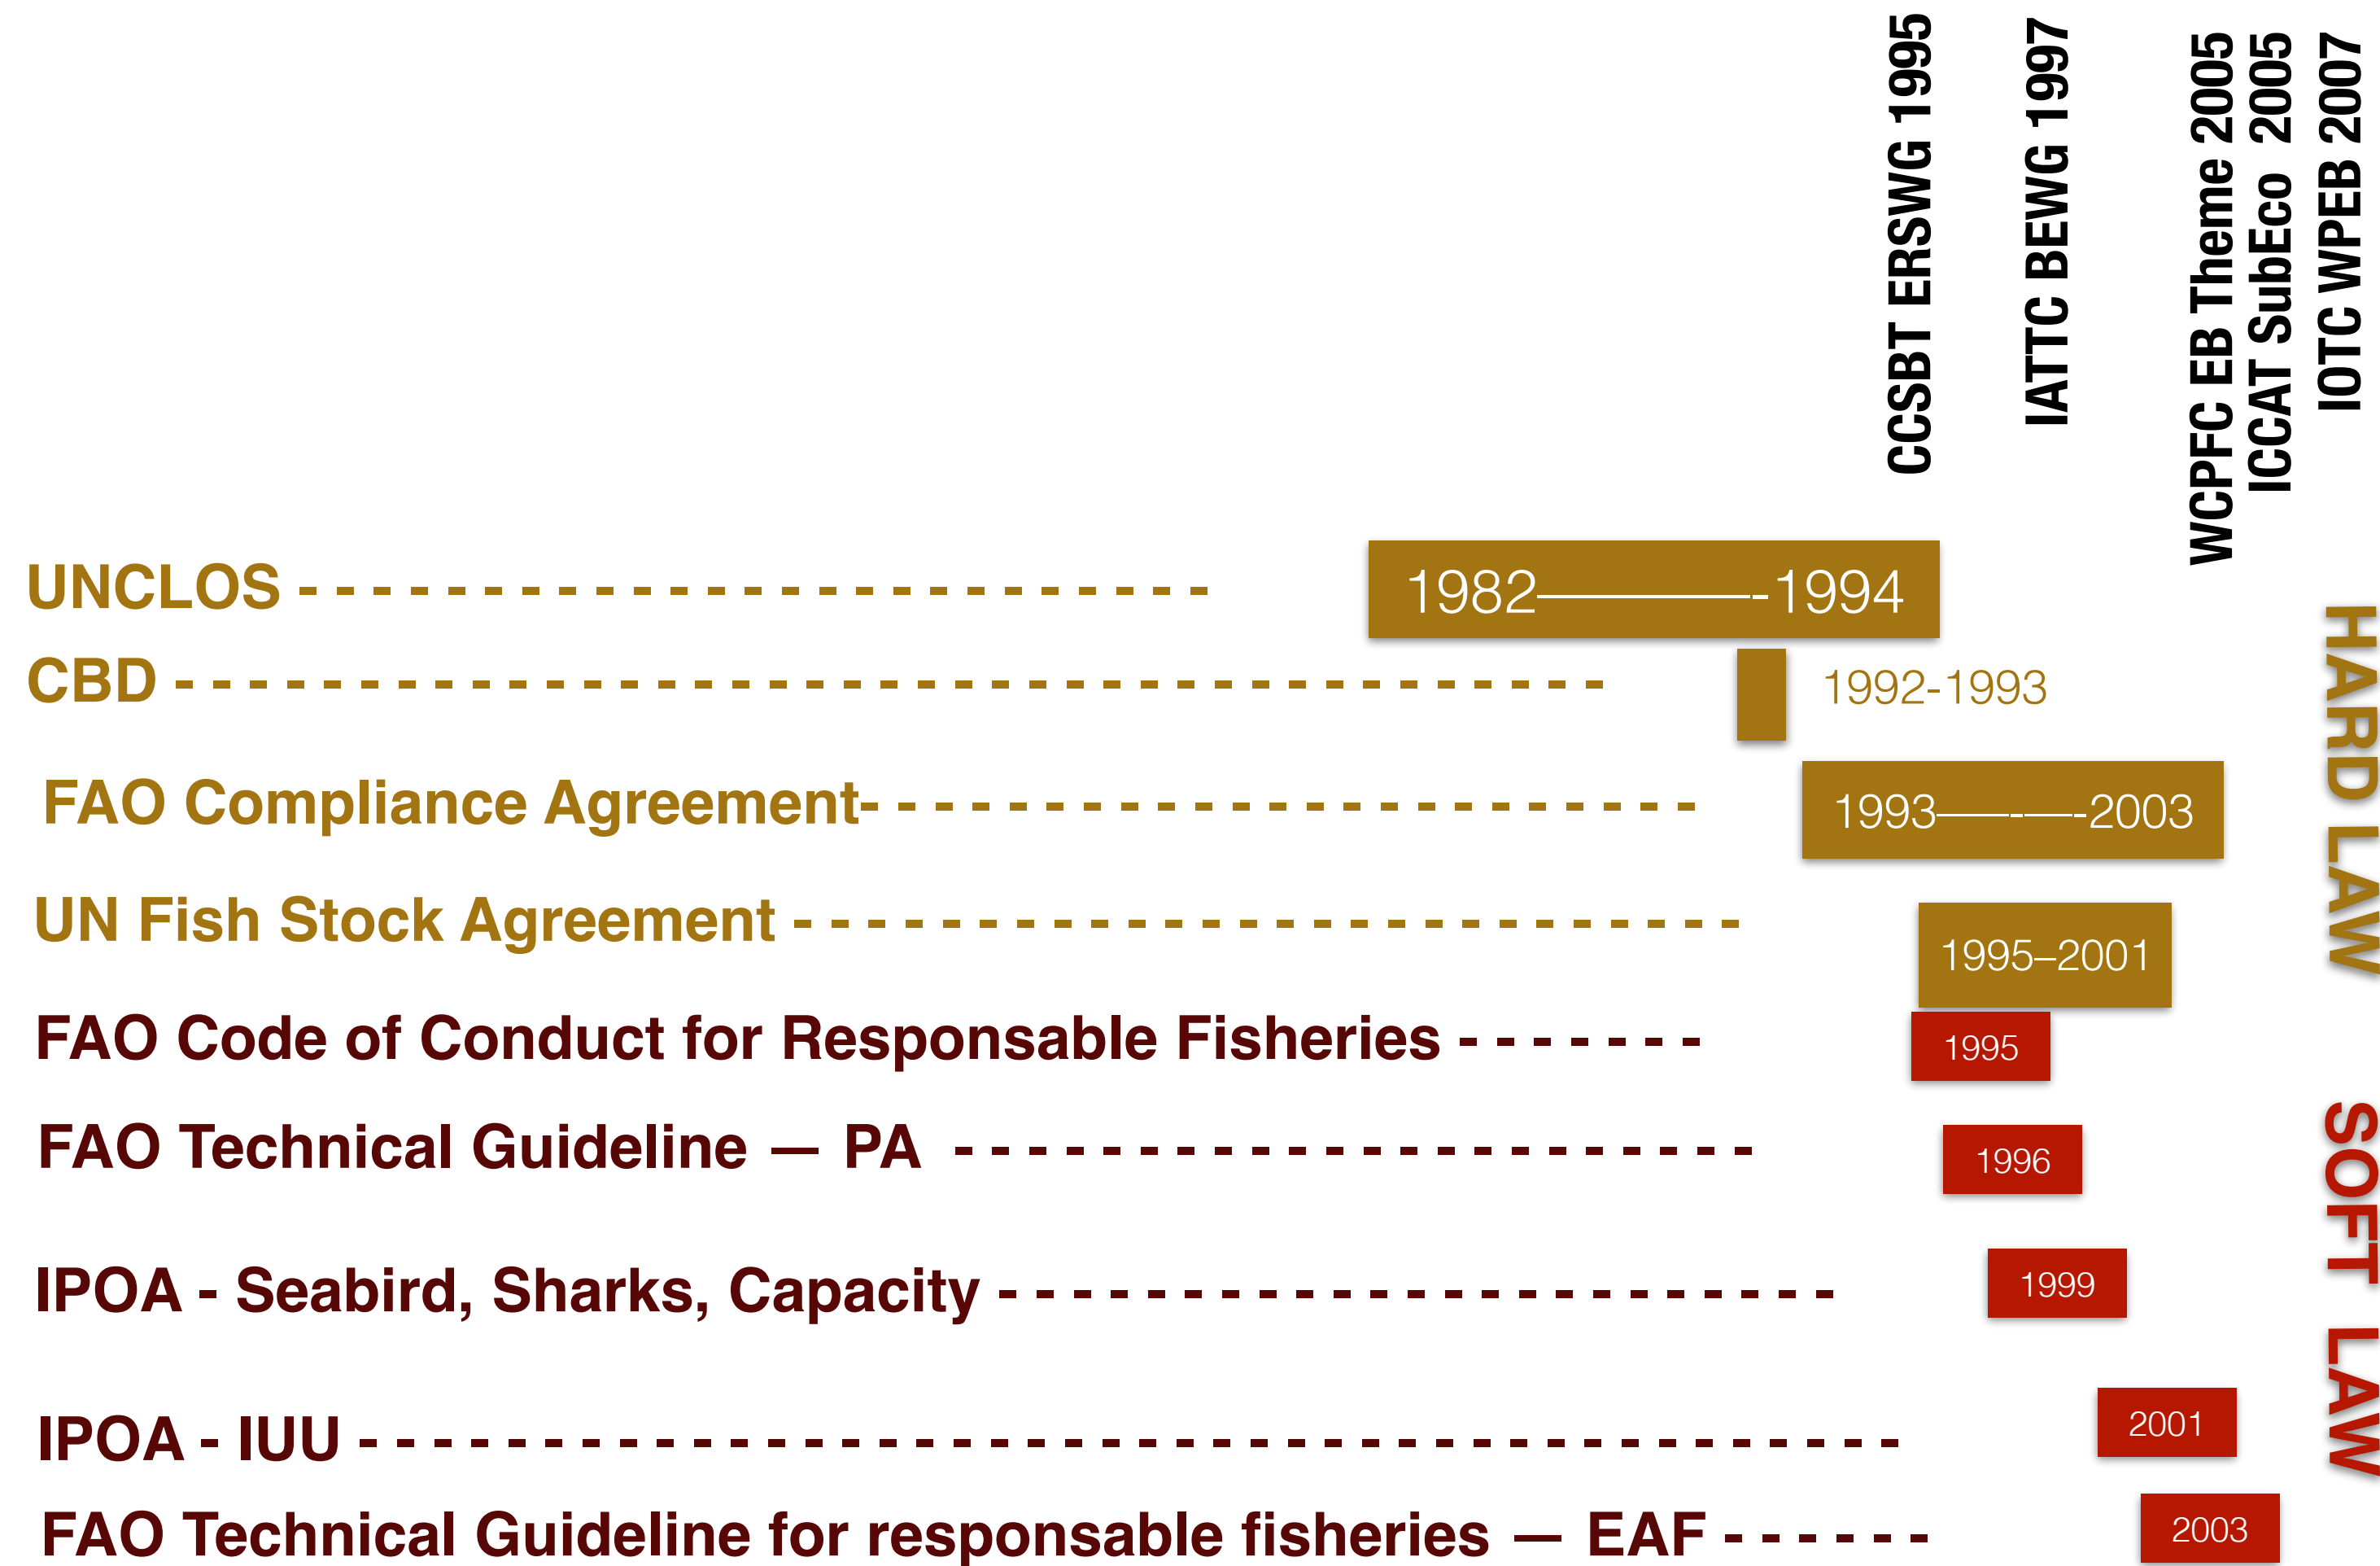 CCSBT ERSWG 1995
IATTC BEWG 1997
WCPFC EB Theme 2005
ICCAT SubEco 2005
IOTC WPEB 2007
UNCLOS - - - - - - - - - - - - - - - - - - - - - - - - -
1982————-1994
CBD - - - - - - - - - - - - - - - - - - - - - - - - - - - - - - - - - - - - - - -
1992-1993
FAO Compliance Agreement- - - - - - - - - - - - - - - - - - - - - - -
1993——-—-2003
UN Fish Stock Agreement - - - - - - - - - - - - - - - - - - - - - - - - - -
1995–2001
HARD LAW
FAO Code of Conduct for Responsable Fisheries - - - - - - -
1995
FAO Technical Guideline — PA - - - - - - - - - - - - - - - - - - - - - -
1996
IPOA - Seabird, Sharks, Capacity - - - - - - - - - - - - - - - - - - - - - - -
1999
IPOA - IUU - - - - - - - - - - - - - - - - - - - - - - - - - - - - - - - - - - - - - - - - - -
2001
FAO Technical Guideline for responsable fisheries — EAF - - - - - -
2003
SOFT LAW